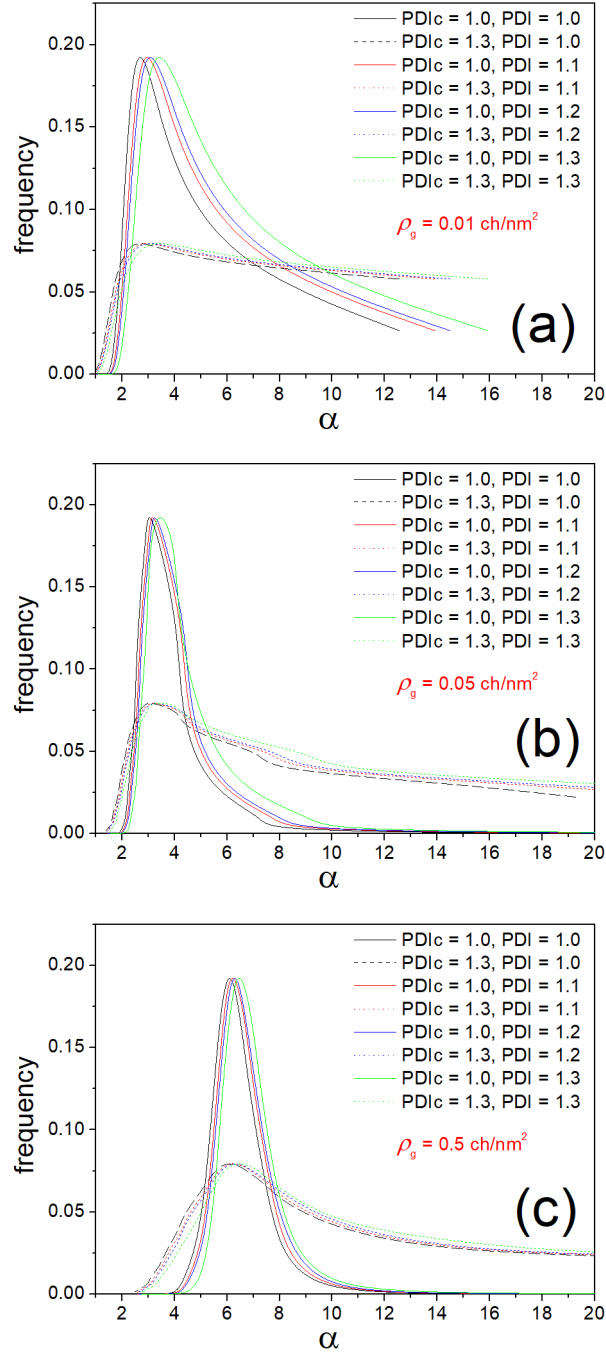 (a)
0.20
0.15
0.10
0.05
0.00
frequency
PDIc = 1.0, PDI = 1.0
PDIc = 1.3, PDI = 1.0
PDIc = 1.0, PDI = 1.1
PDIc = 1.3, PDI = 1.1
PDIc = 1.0, PDI = 1.2
PDIc = 1.3, PDI = 1.2
PDIc = 1.0, PDI = 1.3
PDIc = 1.3, PDI = 1.3
ρg = 0.01 ch/nm²
2 4 6 8 10 12 14 16 18 20
α
(b)
0.20
0.15
0.10
0.05
0.00
frequency
PDIc = 1.0, PDI = 1.0
PDIc = 1.3, PDI = 1.0
PDIc = 1.0, PDI = 1.1
PDIc = 1.3, PDI = 1.1
PDIc = 1.0, PDI = 1.2
PDIc = 1.3, PDI = 1.2
PDIc = 1.0, PDI = 1.3
PDIc = 1.3, PDI = 1.3
ρg = 0.05 ch/nm²
2 4 6 8 10 12 14 16 18 20
α
(c)
0.20
0.15
0.10
0.05
0.00
frequency
PDIc = 1.0, PDI = 1.0
PDIc = 1.3, PDI = 1.0
PDIc = 1.0, PDI = 1.1
PDIc = 1.3, PDI = 1.1
PDIc = 1.0, PDI = 1.2
PDIc = 1.3, PDI = 1.2
PDIc = 1.0, PDI = 1.3
PDIc = 1.3, PDI = 1.3
ρg = 0.5 ch/nm²
2 4 6 8 10 12 14 16 18 20
α